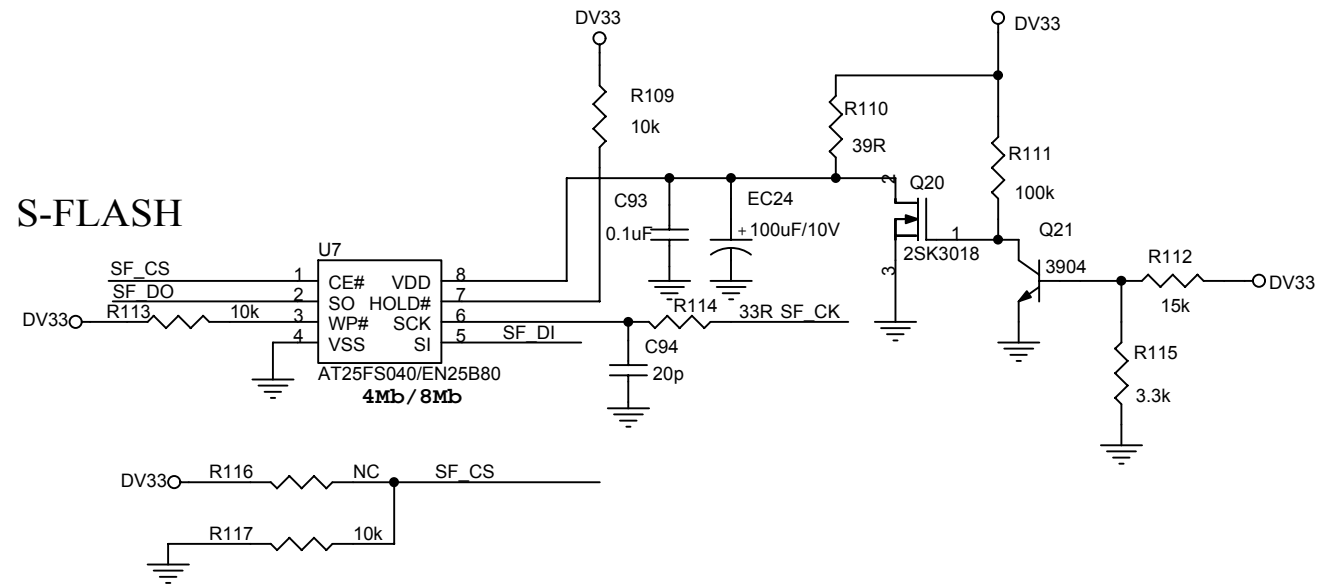 DV33
DV33
R109
10k
R110
39R
R111
100k
S-FLASH
C93
0.1uF
EC24
+
100uF/10V
2
Q20
1
2SK3018
3
Q21
3904
R112
15k
DV33
R115
3.3k
U7
SF_CS
1
CE#
VDD
8
SF_DO
2
SO
HOLD#
7
DV33
R113
10k
3
WP#
SCK
6
R114
33R
SF_CK
4
VSS
SI
5
SF_DI
C94
20p
AT25FS040/EN25B80
4Mb/8Mb
DV33
R116
NC
SF_CS
R117
10k